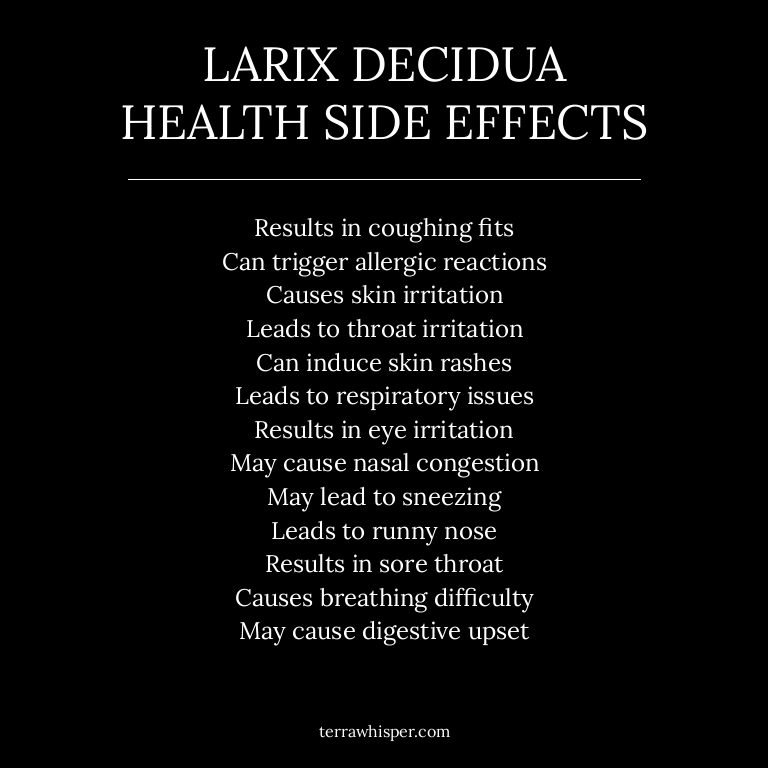 LARIX DECIDUA
HEALTH SIDE EFFECTS
Results in coughing fits
Can trigger allergic reactions
Causes skin irritation
Leads to throat irritation
Can induce skin rashes
Leads to respiratory issues
Results in eye irritation
May cause nasal congestion
May lead to sneezing
Leads to runny nose
Results in sore throat
Causes breathing difficulty
May cause digestive upset
terrawhisper.com